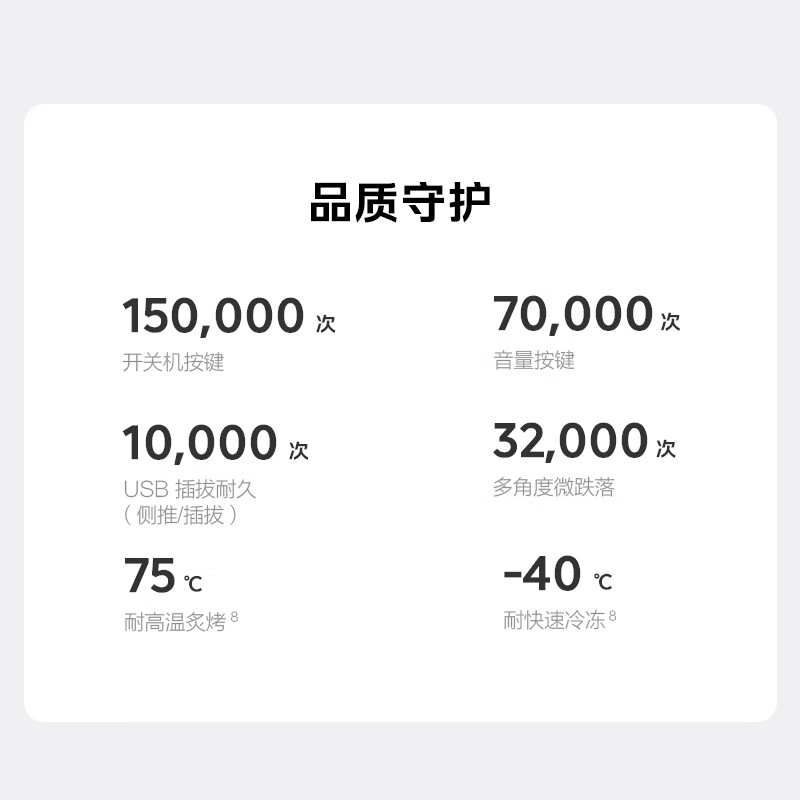 品质守护
150,000 次
开关机按键
70,000 次
音量按键
10,000 次
USB 插拔耐久
( 侧推/插拔 )
32,000 次
多角度微跌落
75 ℃
耐高温炙烤 8
-40 ℃
耐快速冷冻 8